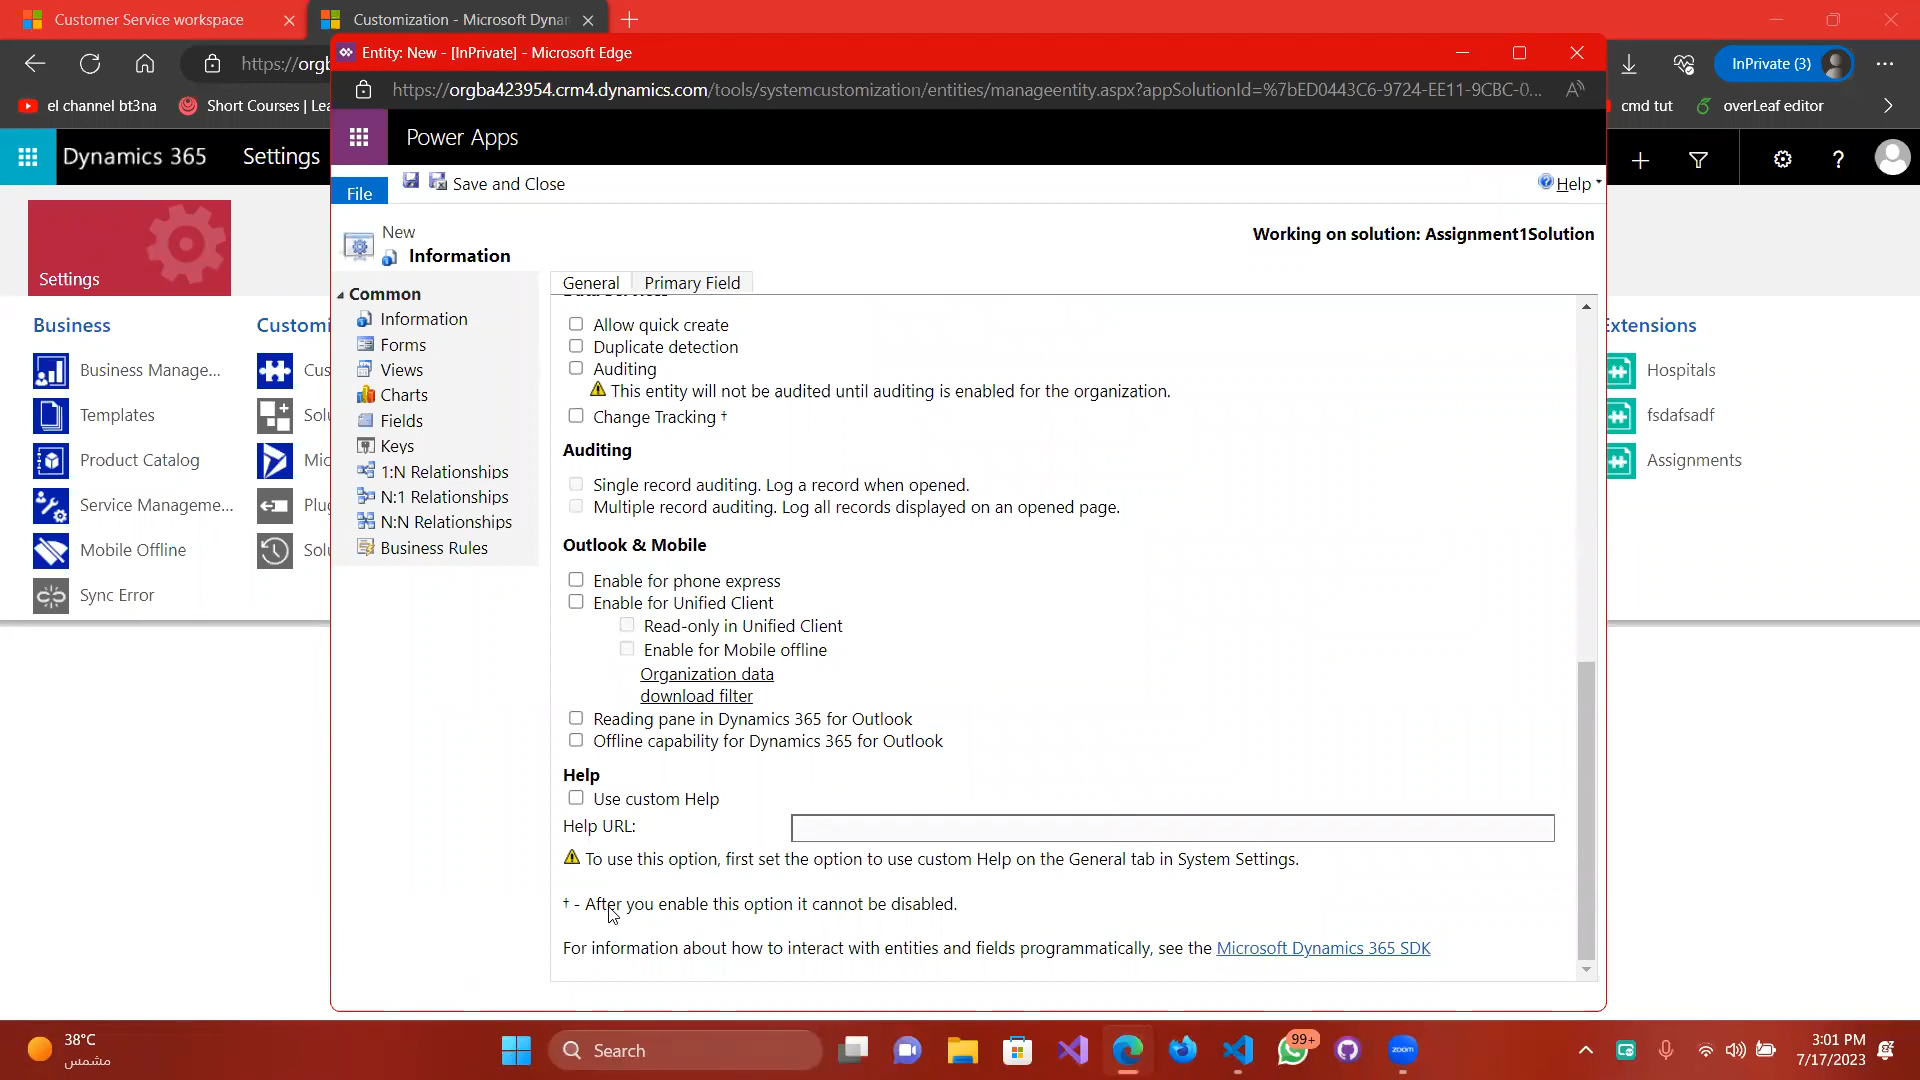 Customer Service workspace
Customization - Microsoft Dynan
Entity: New - [InPrivate] - Microsoft Edge
https://orgb
https://orgba423954.crm4.dynamics.com/tools/systemcustomization/entities/manageentity.aspx?appSolutionId=%7bED0443C6-9724-EE11-9CBC-0...
InPrivate (3)
el channel bt3na
Short Courses | Lea
cmd tut
overLeaf editor
Dynamics 365
Settings
Power Apps
File
Save and Close
Help
New
Information
Working on solution: Assignment1Solution
Settings
General
Primary Field
Common
Information
Forms
Views
Charts
Fields
Keys
1:N Relationships
N:1 Relationships
N:N Relationships
Business Rules
Business
Business Manage...
Templates
Product Catalog
Service Manageme...
Mobile Offline
Sync Error
Customi
Cus
Solu
Mic
Plug
Solu
Allow quick create
Duplicate detection
Auditing
This entity will not be audited until auditing is enabled for the organization.
Change Tracking †
Auditing
Single record auditing. Log a record when opened.
Multiple record auditing. Log all records displayed on an opened page.
Outlook & Mobile
Enable for phone express
Enable for Unified Client
Read-only in Unified Client
Enable for Mobile offline
Organization data
download filter
Reading pane in Dynamics 365 for Outlook
Offline capability for Dynamics 365 for Outlook
Help
Use custom Help
Help URL:
To use this option, first set the option to use custom Help on the General tab in System Settings.
† - After you enable this option it cannot be disabled.
For information about how to interact with entities and fields programmatically, see the Microsoft Dynamics 365 SDK
Extensions
Hospitals
fsdafsadf
Assignments
38°C
مشمس
Search
99+
zoom
3:01 PM
7/17/2023